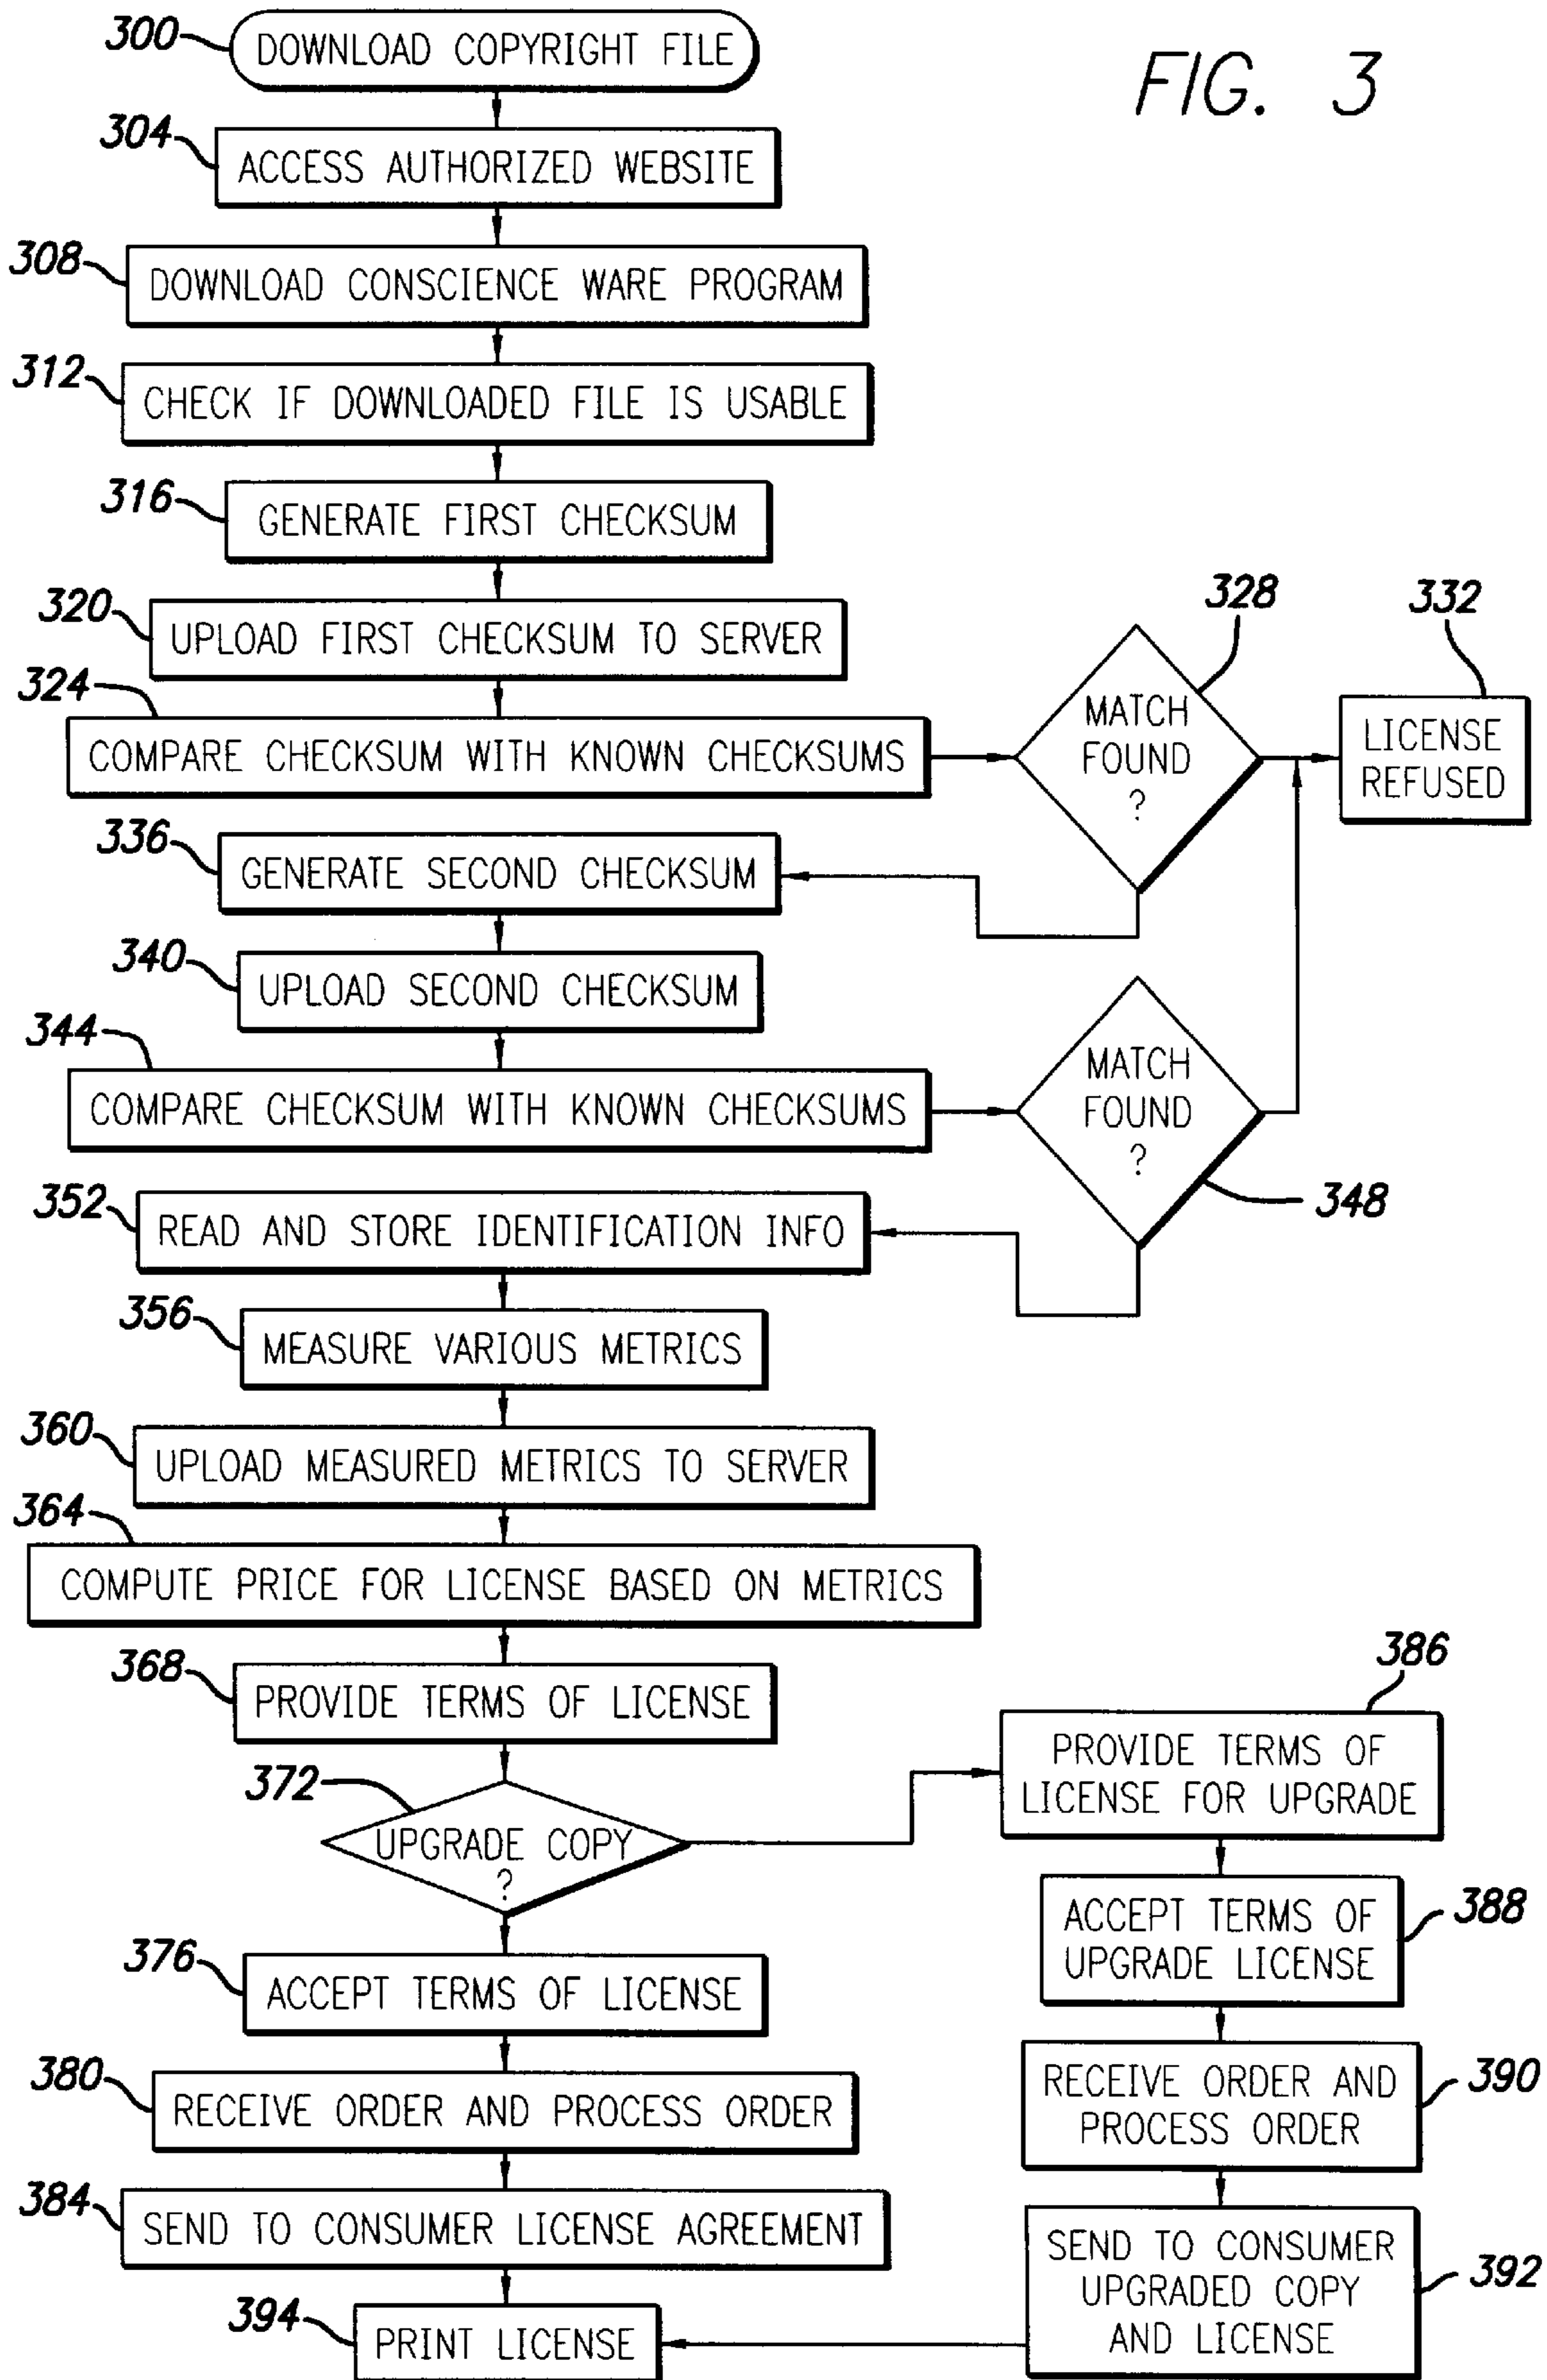 FIG. 3
300
DOWNLOAD COPYRIGHT FILE
304
ACCESS AUTHORIZED WEBSITE
308
DOWNLOAD CONSCIENCE WARE PROGRAM
312
CHECK IF DOWNLOADED FILE IS USABLE
316
GENERATE FIRST CHECKSUM
320
UPLOAD FIRST CHECKSUM TO SERVER
324
COMPARE CHECKSUM WITH KNOWN CHECKSUMS
328
MATCH
FOUND
?
332
LICENSE
REFUSED
336
GENERATE SECOND CHECKSUM
340
UPLOAD SECOND CHECKSUM
344
COMPARE CHECKSUM WITH KNOWN CHECKSUMS
MATCH
FOUND
?
348
352
READ AND STORE IDENTIFICATION INFO
356
MEASURE VARIOUS METRICS
360
UPLOAD MEASURED METRICS TO SERVER
364
COMPUTE PRICE FOR LICENSE BASED ON METRICS
368
PROVIDE TERMS OF LICENSE
372
UPGRADE COPY
?
376
ACCEPT TERMS OF LICENSE
380
RECEIVE ORDER AND PROCESS ORDER
384
SEND TO CONSUMER LICENSE AGREEMENT
386
PROVIDE TERMS OF
LICENSE FOR UPGRADE
388
ACCEPT TERMS OF
UPGRADE LICENSE
390
RECEIVE ORDER AND
PROCESS ORDER
392
SEND TO CONSUMER
UPGRADED COPY
AND LICENSE
394
PRINT LICENSE